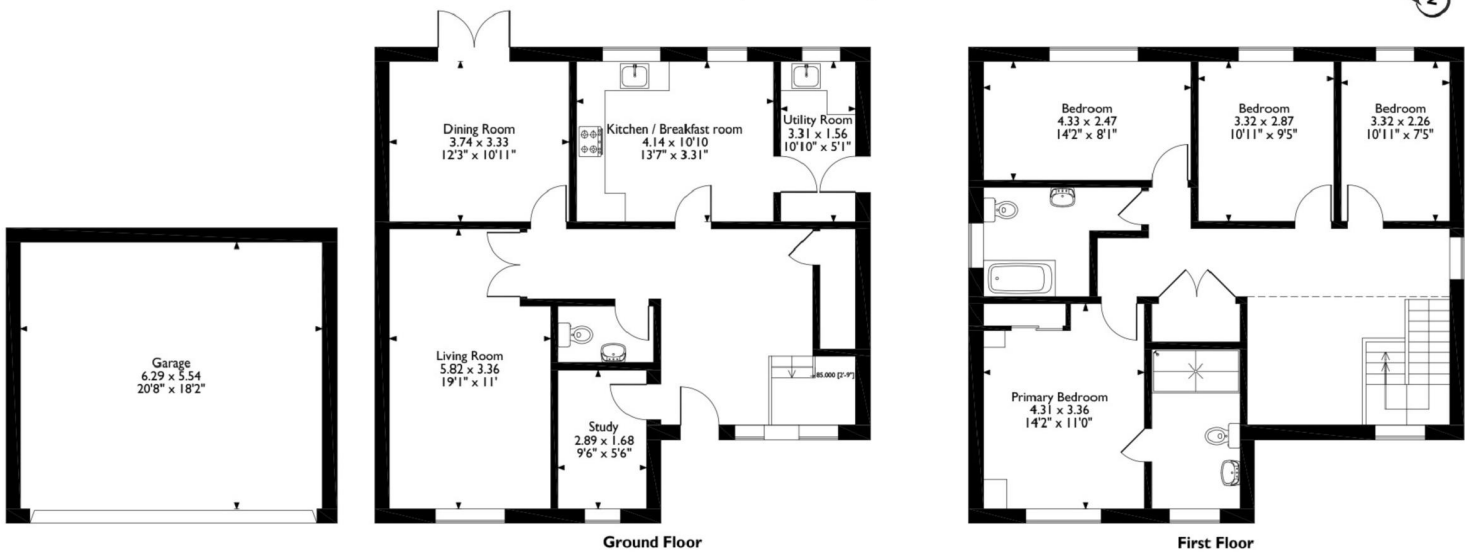 Garage
6.29 x 5.54
20'8" x 18'2"
Dining Room
3.74 x 3.33
12'3" x 10'11"
Kitchen / Breakfast room
4.14 x 10'10
13'7" x 3.31"
Utility Room
3.31 x 1.56
10'10" x 5'1"
Living Room
5.82 x 3.36
19'1" x 11'
Study
2.89 x 1.68
9'6" x 5'6"
85.000 [2'-9"]
Ground Floor
Bedroom
4.33 x 2.47
14'2" x 8'1"
Bedroom
3.32 x 2.87
10'11" x 9'5"
Bedroom
3.32 x 2.26
10'11" x 7'5"
Primary Bedroom
4.31 x 3.36
14'2" x 11'0"
First Floor